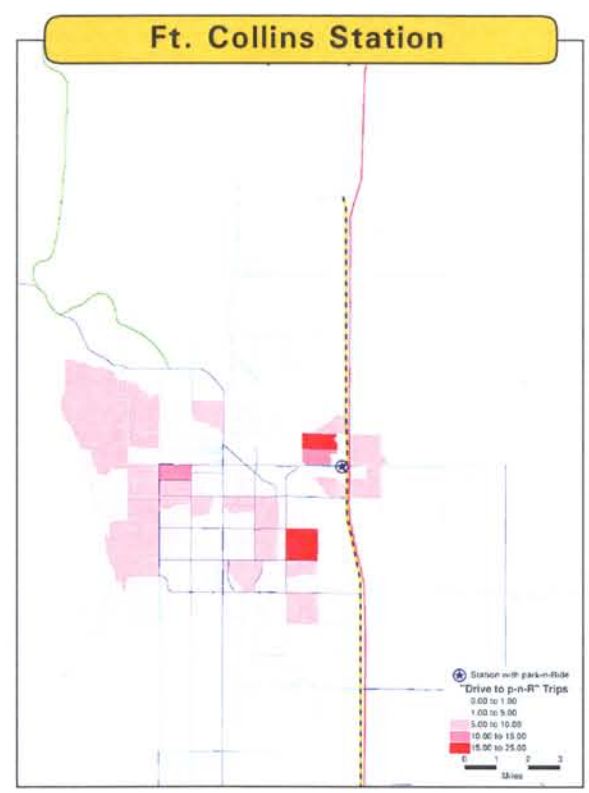 Ft. Collins Station
Station with park-n-Ride
"Drive to p-n-R" Trips
0.00 to 1.00
1.00 to 5.00
5.00 to 10.00
10.00 to 15.00
15.00 to 25.00
0 1 2 3
Miles